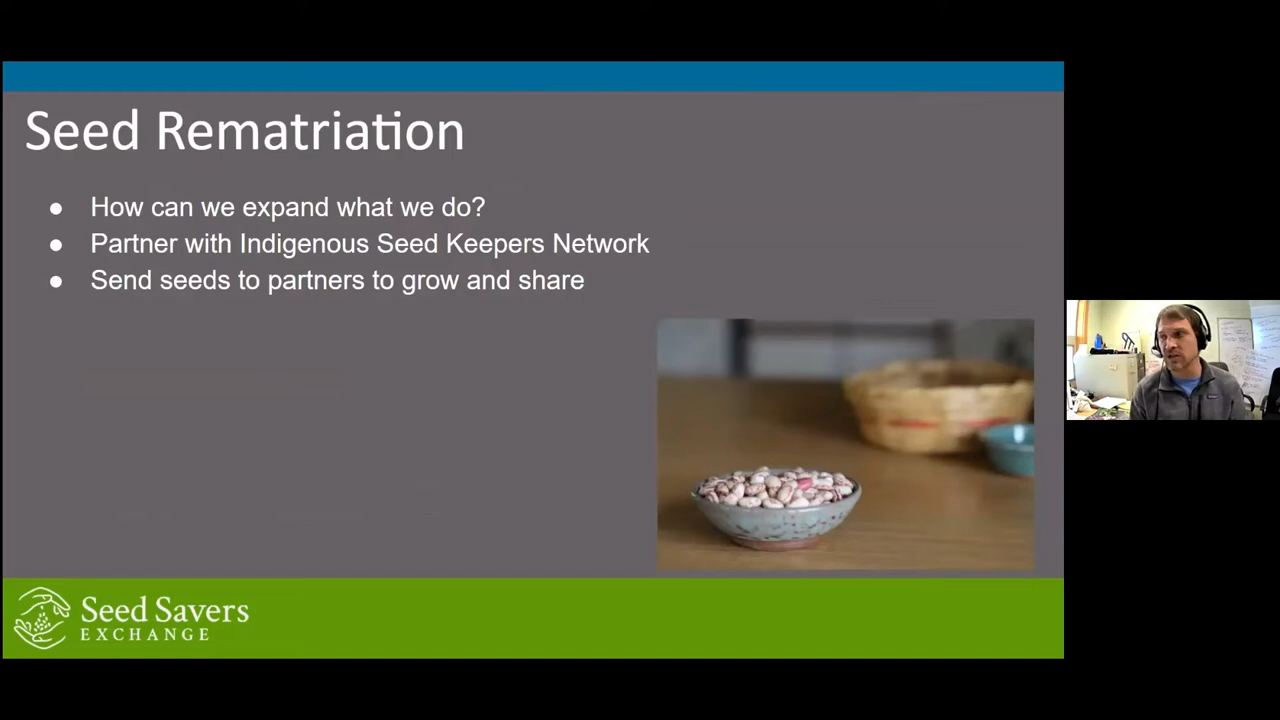 Seed Rematriation
● How can we expand what we do?
● Partner with Indigenous Seed Keepers Network
● Send seeds to partners to grow and share
Seed Savers
EXCHANGE